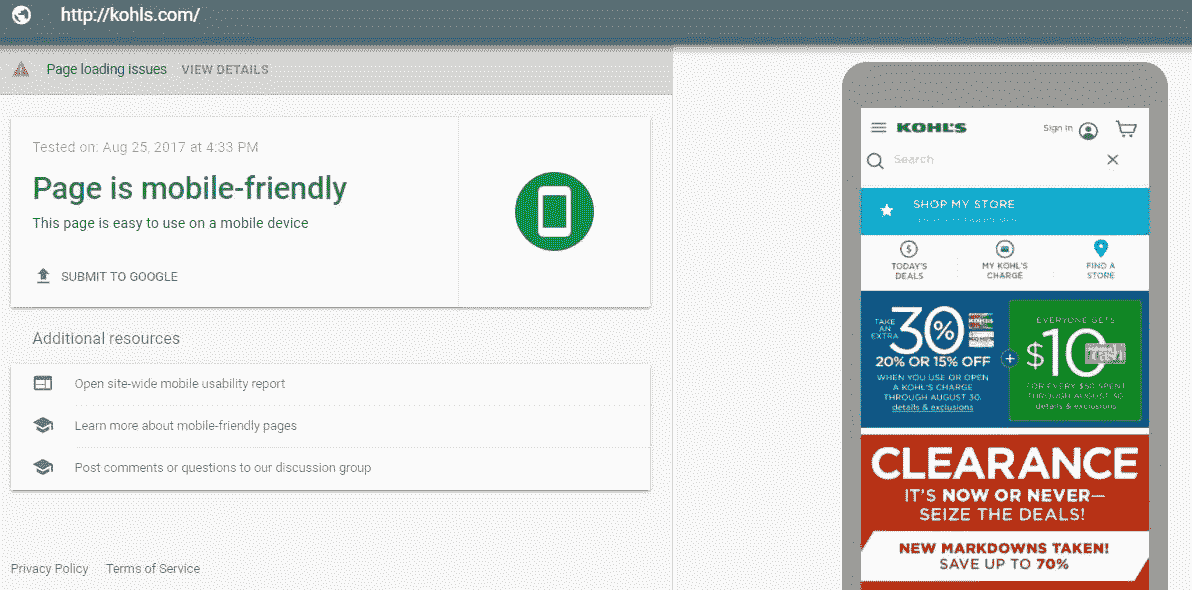 http://kohls.com/
Page loading issues VIEW DETAILS
Tested on: Aug 25, 2017 at 4:33 PM
Page is mobile-friendly
This page is easy to use on a mobile device
SUBMIT TO GOOGLE
Additional resources
Open site-wide mobile usability report
Learn more about mobile-friendly pages
Post comments or questions to our discussion group
Privacy Policy Terms of Service
KOHL'S Sign In
Search
SHOP MY STORE
TODAY'S
DEALS
MY KOHL'S
CHARGE
FIND A
STORE
TAKE
AN
EXTRA
30%
20% OR 15% OFF
WHEN YOU USE OR OPEN
A KOHL'S CHARGE
THROUGH AUGUST 30.
details & exclusions
+
EVERYONE GETS
$10
FOR EVERY $50 SPENT
THROUGH AUGUST 30.
details & exclusions
CLEARANCE
IT'S NOW OR NEVER—
SEIZE THE DEALS!
NEW MARKDOWNS TAKEN!
SAVE UP TO 70%